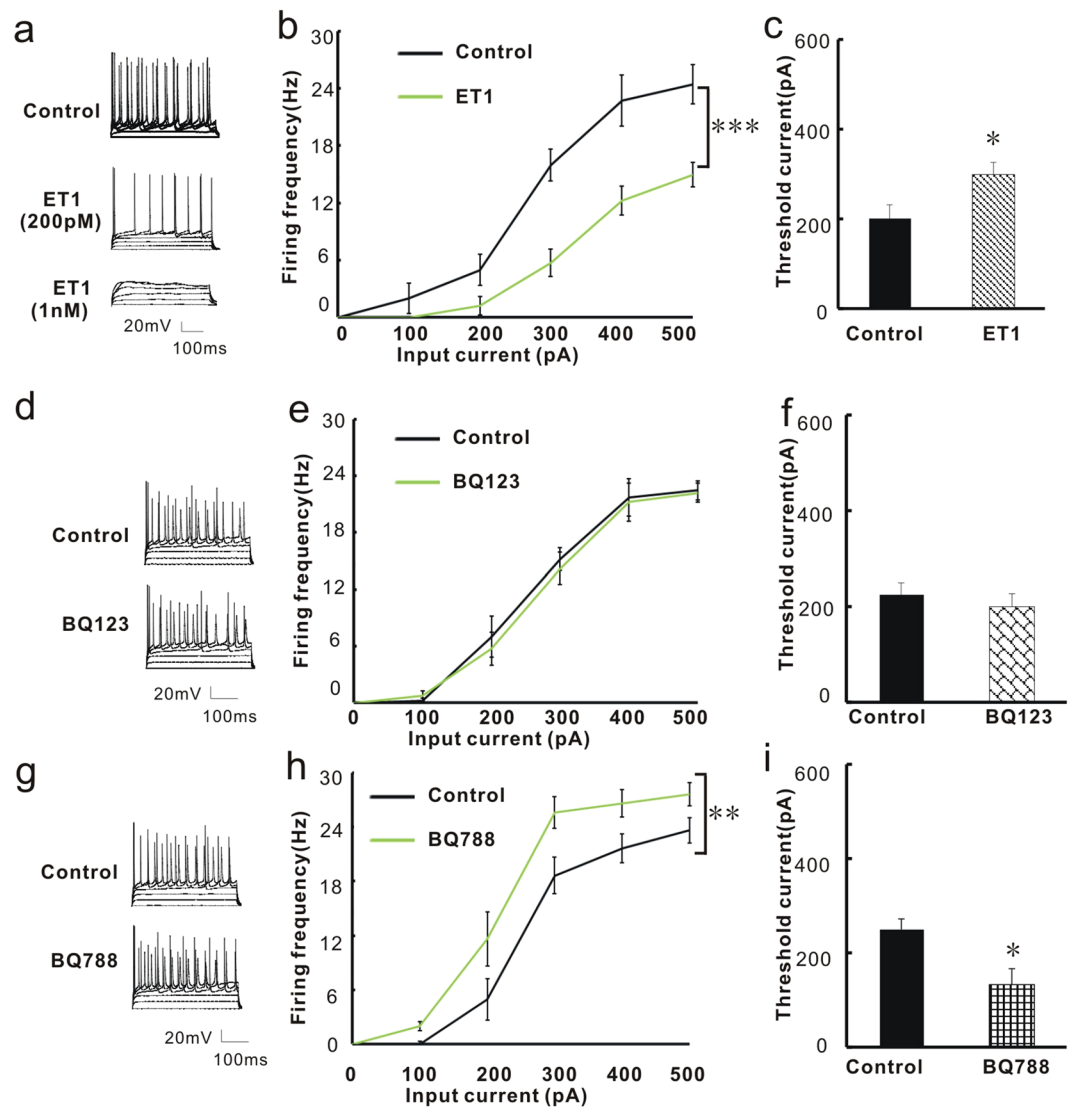 a
Control
ET1
(200pM)
ET1
(1nM)
20mV
100ms
b
Control
ET1
Firing frequency(Hz)
30
24
18
12
6
0
***
0 100 200 300 400 500
Input current (pA)
c
Threshold current(pA)
600
400
200
0
*
Control ET1
d
Control
BQ123
20mV
100ms
e
Control
BQ123
Firing frequency(Hz)
30
24
18
12
6
0
0 100 200 300 400 500
Input current (pA)
f
Threshold current(pA)
600
400
200
0
Control BQ123
g
Control
BQ788
20mV
100ms
h
Control
BQ788
Firing frequency(Hz)
30
24
18
12
6
0
**
0 100 200 300 400 500
Input current (pA)
i
Threshold current(pA)
600
400
200
0
*
Control BQ788